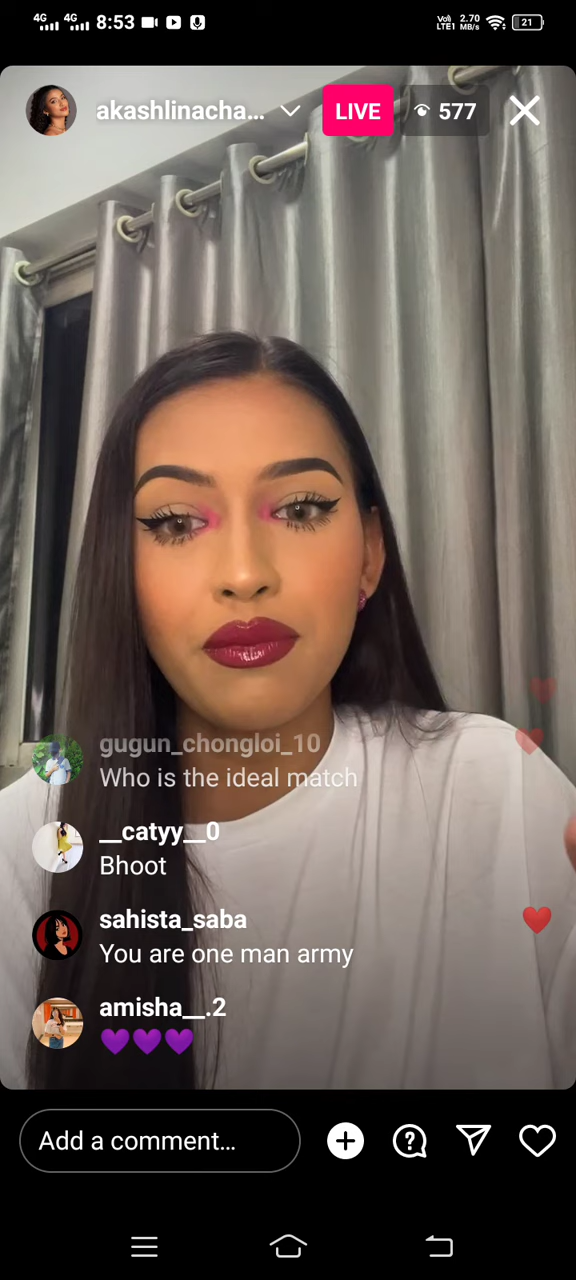 4G 4G 8:53 Vo) LTE1 2.70 MB/s 21
akashlinacha... LIVE 577
gugun_chongloi_10
Who is the ideal match
__catyy__0
Bhoot
sahista_saba
You are one man army
amisha__.2
💜💜💜
Add a comment...